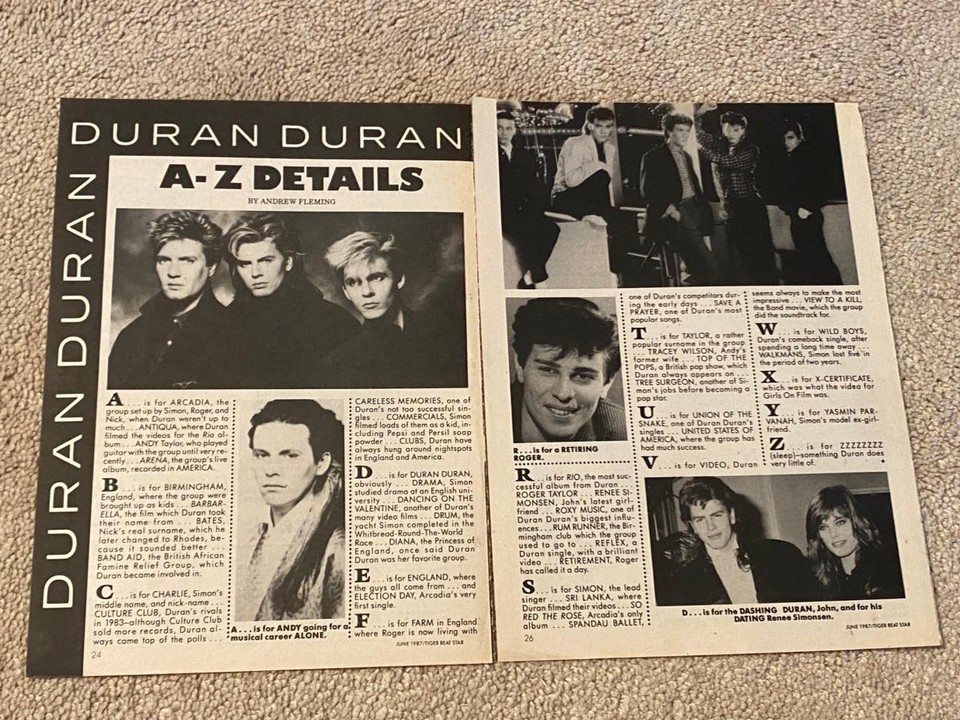 DURAN DURAN
DURAN DURAN
A-Z DETAILS
BY ANDREW FLEMING
A... is for ARCADIA, the
group set up by Simon, Roger, and
Nick, when Duran weren't up to
much... ANTIQUA, where Duran
filmed the videos for the Rio al-
bum... ANDY Taylor, who played
guitar with the group until very re-
cently... ARENA, the group's live
album, recorded in AMERICA.
B... is for BIRMINGHAM,
England, where the group were
brought up as kids... BARBAR-
ELLA, the film which Duran took
their name from... BATES,
Nick's real surname, which he
later changed to Rhodes, be-
cause it sounded better...
BAND AID, the British African
Famine Relief Group, which
Duran became involved in.
C... is for CHARLIE, Simon's
middle name, and nick-name...
CULTURE CLUB, Duran's rivals
in 1983–although Culture Club
sold more records, Duran al-
ways came top of the polls...
24
A... is for ANDY going for a
musical career ALONE.
CARELESS MEMORIES, one of
Duran's not too successful sin-
gles... COMMERCIALS, Simon
filmed loads of them as a kid, in-
cluding Pepsi and Persil soap
powder... CLUBS, Duran have
always hung around nightspots
in England and America.
D... is for DURAN DURAN,
obviously... DRAMA, Simon
studied drama at an English uni-
versity... DANCING ON THE
VALENTINE, another of Duran's
many video films... DRUM, the
yacht Simon completed in the
Whitbread-Round-The-World
Race... DIANA, the Princess of
England, once said Duran
Duran was her favorite group.
E... is for ENGLAND, where
the guys all come from... and
ELECTION DAY, Arcadia's very
first single.
F... is for FARM in England
where Roger is now living with
JUNE 1987/TIGER BEAT STAR
R... is for a RETIRING
ROGER.
R... is for RIO, the most suc-
cessful album from Duran...
ROGER TAYLOR... RENEE SI-
MONSEN, John's latest girl-
friend... ROXY MUSIC, one of
Duran Duran's biggest influ-
ences... RUM RUNNER, the Bir-
mingham club which the group
used to go to... REFLEX, a
Duran single, with a brilliant
video... RETIREMENT, Roger
has called it a day.
S... is for SIMON, the lead
singer... SRI LANKA, where
Duran filmed their videos... SO
RED THE ROSE, Arcadia's only
album... SPANDAU BALLET,
26
one of Duran's competitors dur-
ing the early days... SAVE A
PRAYER, one of Duran's most
popular songs.
T... is for TAYLOR, a rather
popular surname in the group
... TRACEY WILSON, Andy's
former wife... TOP OF THE
POPS, a British pop show, which
Duran always appears on...
TREE SURGEON, another of Si-
mon's jobs before becoming a
pop star.
U... is for UNION OF THE
SNAKE, one of Duran Duran's
singles... UNITED STATES OF
AMERICA, where the group has
had much success.
V... is for VIDEO, Duran
seems always to make the most
impressive... VIEW TO A KILL,
the Bond movie, which the group
did the soundtrack for.
W... is for WILD BOYS,
Duran's comeback single, after
spending a long time away...
WALKMANS, Simon lost five in
the period of two years.
X... is for X-CERTIFICATE,
which was what the video for
Girls On Film was.
Y... is for YASMIN PAR-
VANAH, Simon's model ex-girl-
friend.
Z... is for ZZZZZZZZ
(sleep)–something Duran does
very little of.
D... is for the DASHING DURAN, John, and for his
DATING Renee Simonsen.
JUNE 1987/TIGER BEAT STAR